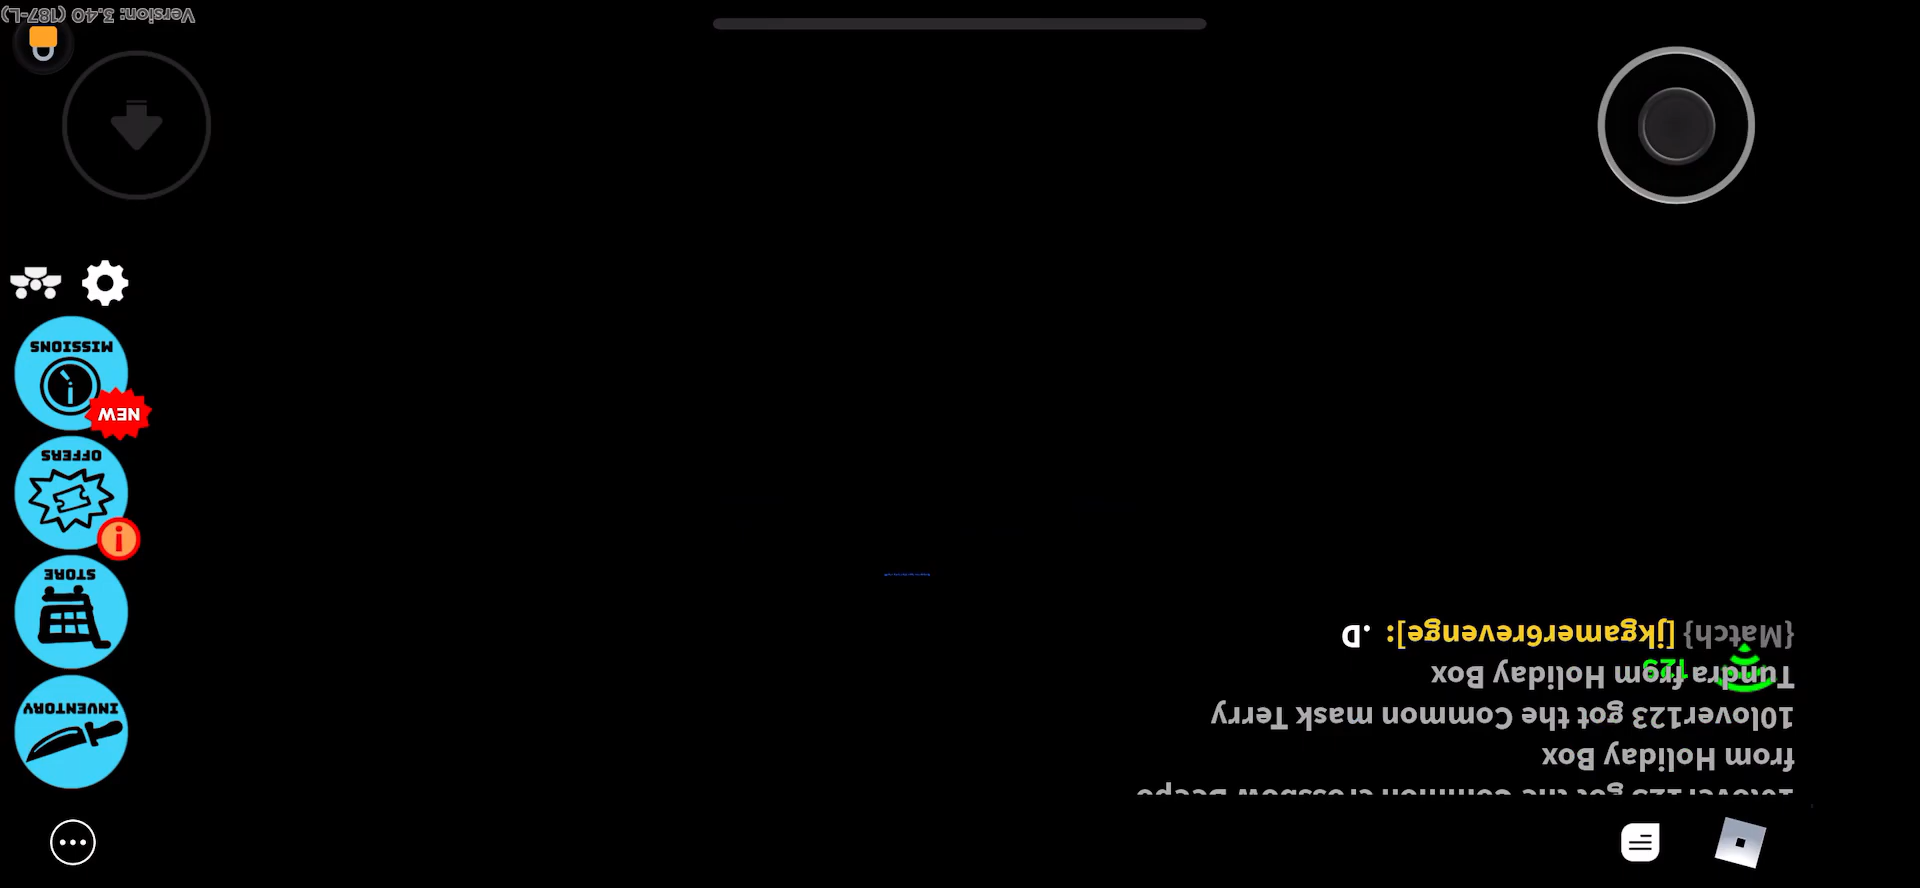 from Holiday Box
10lover123 got the Common mask Terry
Tundra from Holiday Box
{Match} [jkgamer6revenge]: .D
129
INVENTORY
STORE
OFFERS
NEW
MISSIONS
Version: 3.40 (187-L)